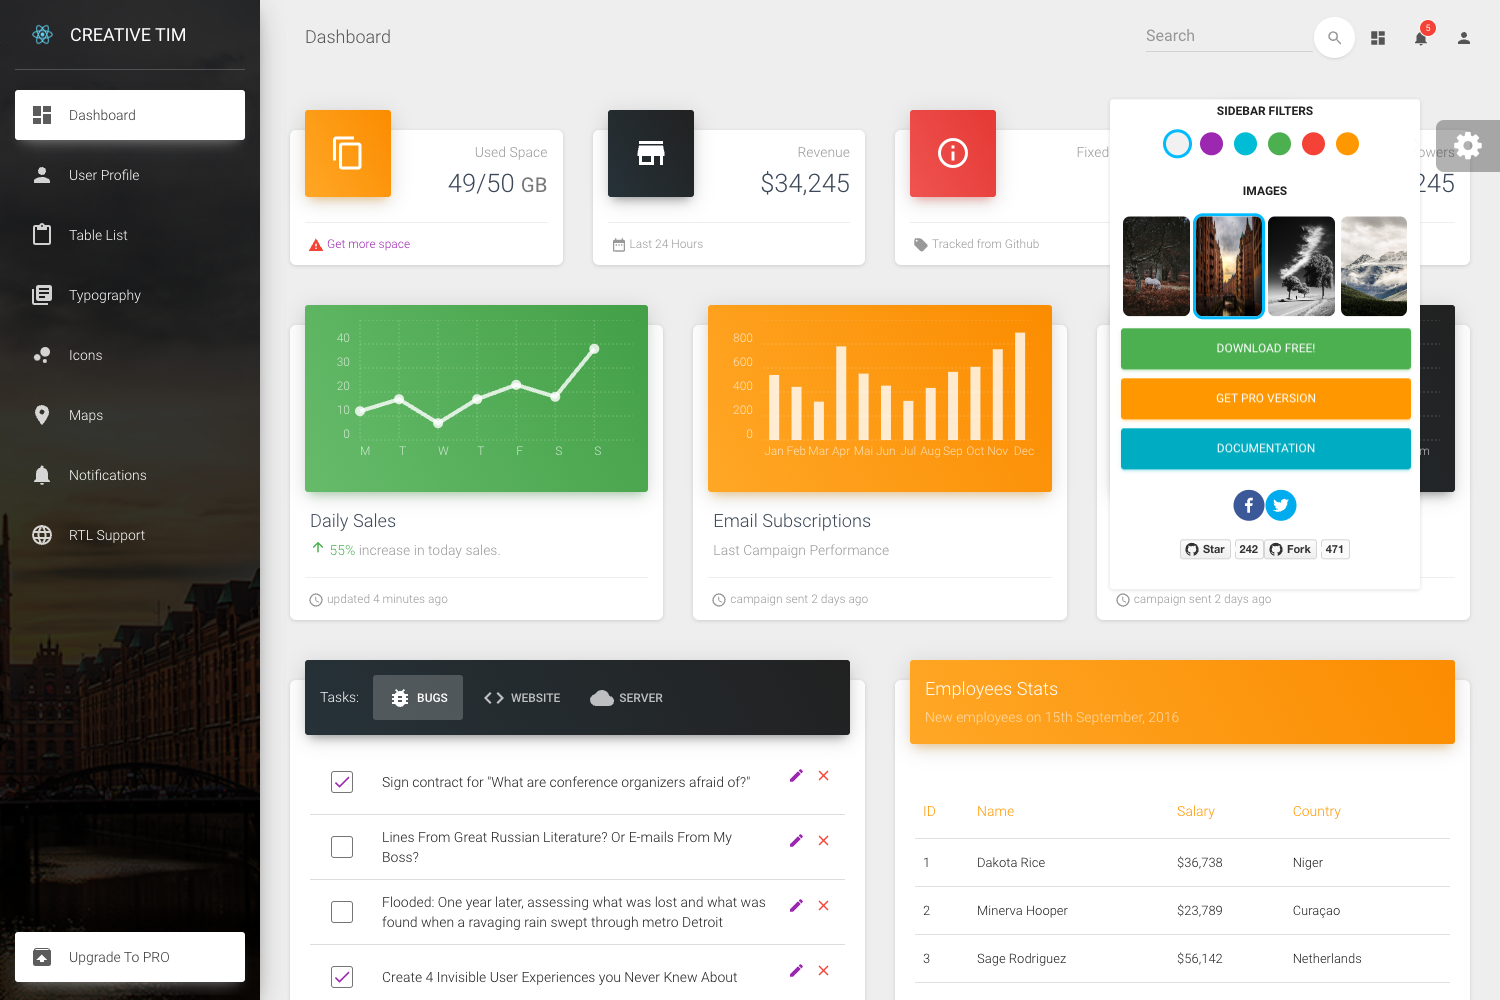 CREATIVE TIM
Dashboard
User Profile
Table List
Typography
Icons
Maps
Notifications
RTL Support
Upgrade To PRO
Dashboard
Search
5
Used Space
49/50 GB
Get more space
Revenue
$34,245
Last 24 Hours
Fixed
Tracked from Github
245
SIDEBAR FILTERS
IMAGES
DOWNLOAD FREE!
GET PRO VERSION
DOCUMENTATION
Star 242 Fork 471
40
30
20
10
0
M T W T F S S
Daily Sales
55% increase in today sales.
updated 4 minutes ago
800
600
400
200
0
Jan Feb Mar Apr Mai Jun Jul Aug Sep Oct Nov Dec
Email Subscriptions
Last Campaign Performance
campaign sent 2 days ago
campaign sent 2 days ago
Tasks: BUGS WEBSITE SERVER
Sign contract for "What are conference organizers afraid of?"
Lines From Great Russian Literature? Or E-mails From My
Boss?
Flooded: One year later, assessing what was lost and what was
found when a ravaging rain swept through metro Detroit
Create 4 Invisible User Experiences you Never Knew About
Employees Stats
New employees on 15th September, 2016
ID Name Salary Country
1 Dakota Rice $36,738 Niger
2 Minerva Hooper $23,789 Curaçao
3 Sage Rodriguez $56,142 Netherlands